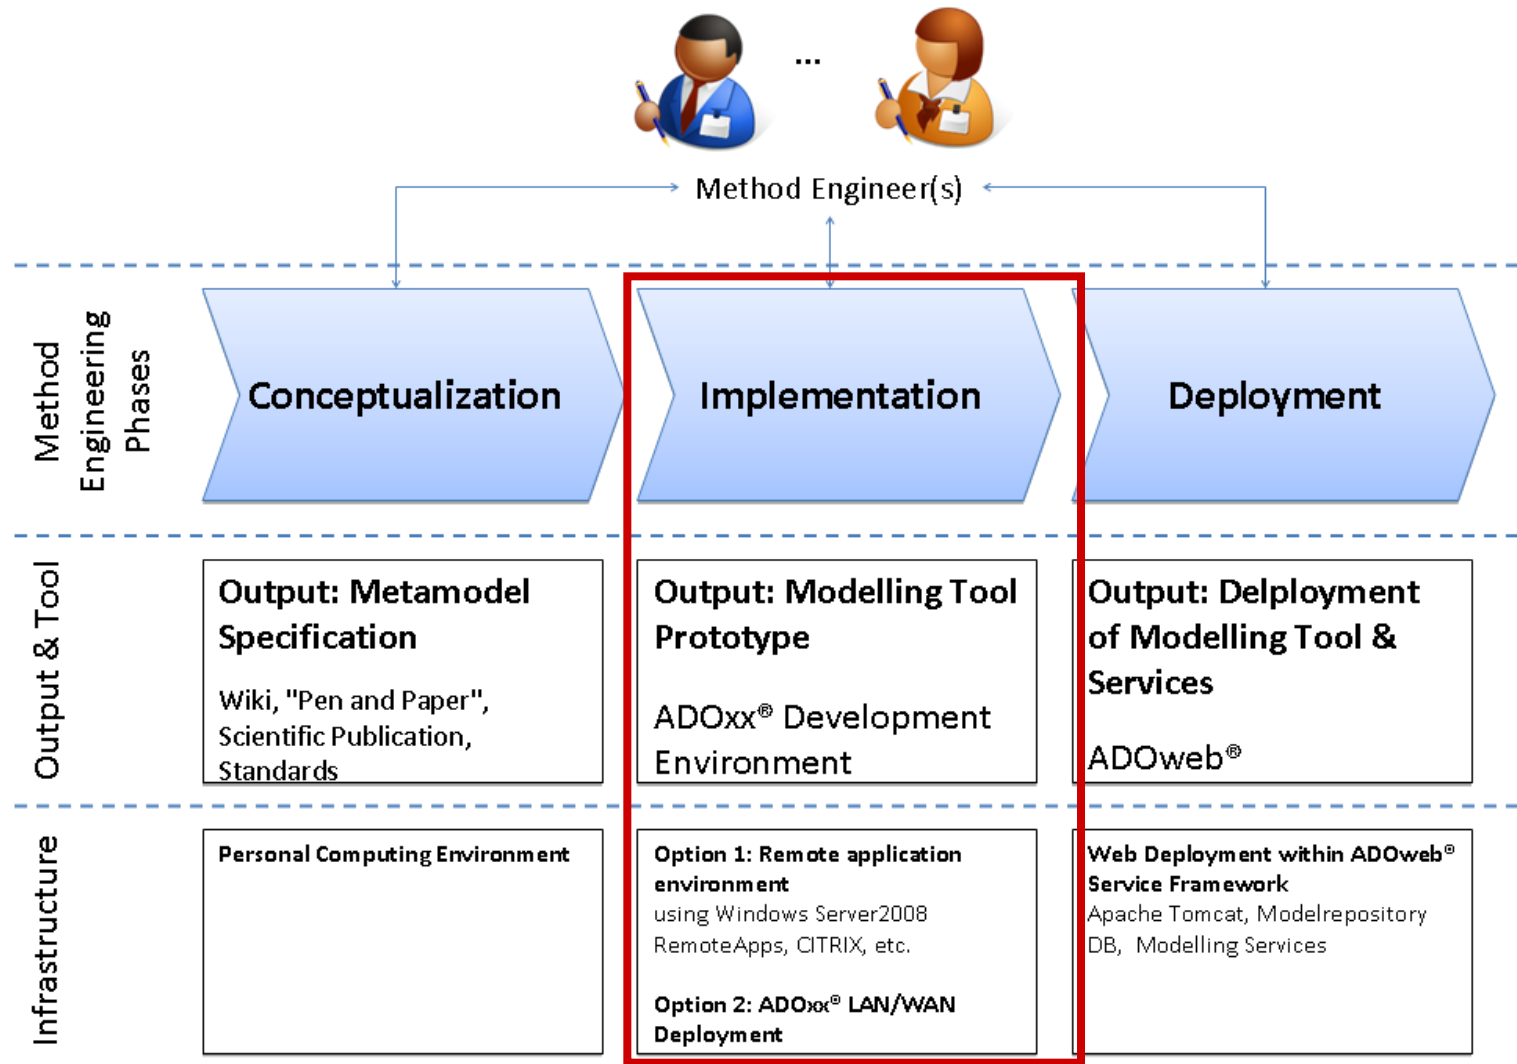 ...
Method Engineer(s)
Method
Engineering
Phases
Conceptualization
Implementation
Deployment
Output & Tool
Output: Metamodel
Specification
Wiki, "Pen and Paper",
Scientific Publication,
Standards
Output: Modelling Tool
Prototype
ADOxx® Development
Environment
Output: Delployment
of Modelling Tool &
Services
ADOweb®
Infrastructure
Personal Computing Environment
Option 1: Remote application
environment
using Windows Server2008
RemoteApps, CITRIX, etc.
Option 2: ADOxx® LAN/WAN
Deployment
Web Deployment within ADOweb®
Service Framework
Apache Tomcat, Modelrepository
DB, Modelling Services